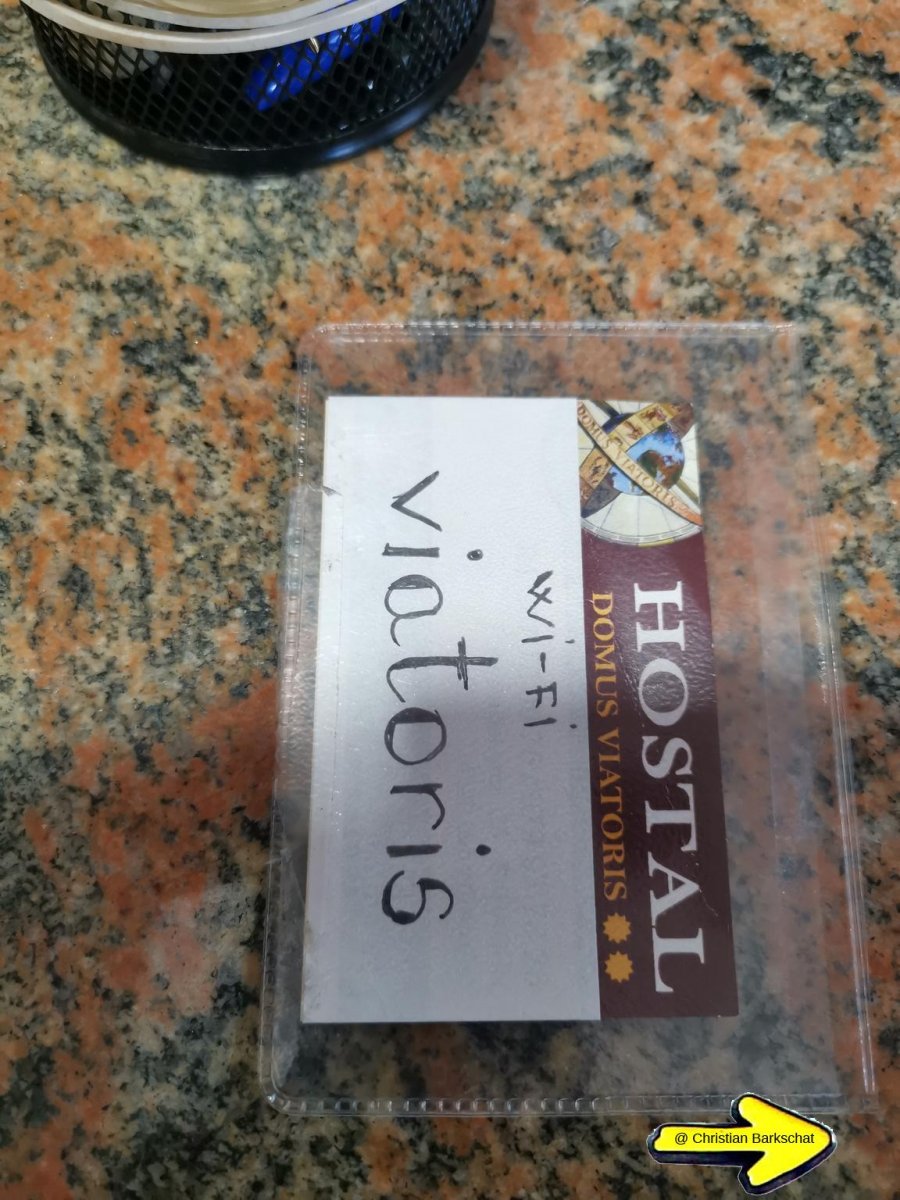 DOMUS VIATORIS
HOSTAL
DOMUS VIATORIS
Wi-Fi
viatoris
@ Christian Barkschat